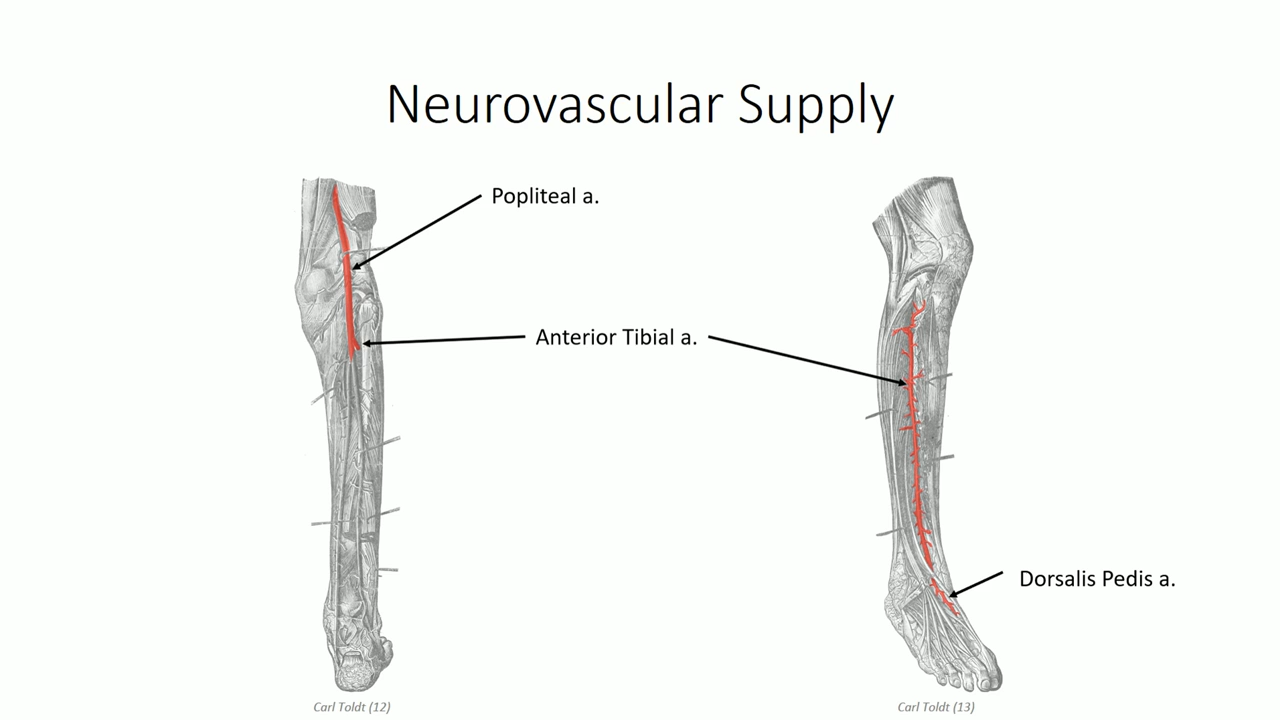 Neurovascular Supply
Popliteal a.
Anterior Tibial a.
Dorsalis Pedis a.
Carl Toldt (12)
Carl Toldt (13)